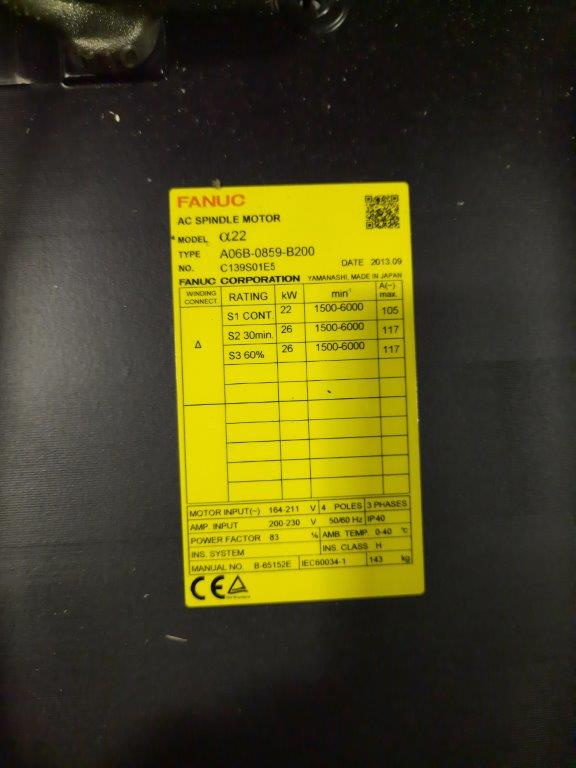 FANUC
AC SPINDLE MOTOR
MODEL α22
TYPE A06B-0859-B200
NO. C139S01E5 DATE 2013.09
FANUC CORPORATION YAMANASHI, MADE IN JAPAN
WINDING CONNECT RATING kW min⁻¹ A(~) max.
Δ S1 CONT. 22 1500-6000 105
S2 30min. 26 1500-6000 117
S3 60% 26 1500-6000 117
MOTOR INPUT(~) 164-211 V 4 POLES 3 PHASES
AMP. INPUT 200-230 V 50/60 Hz IP40
POWER FACTOR 83 % AMB. TEMP. 0-40 °C
INS. SYSTEM INS. CLASS H
MANUAL NO. B-65152E IEC60034-1 143 kg
CE